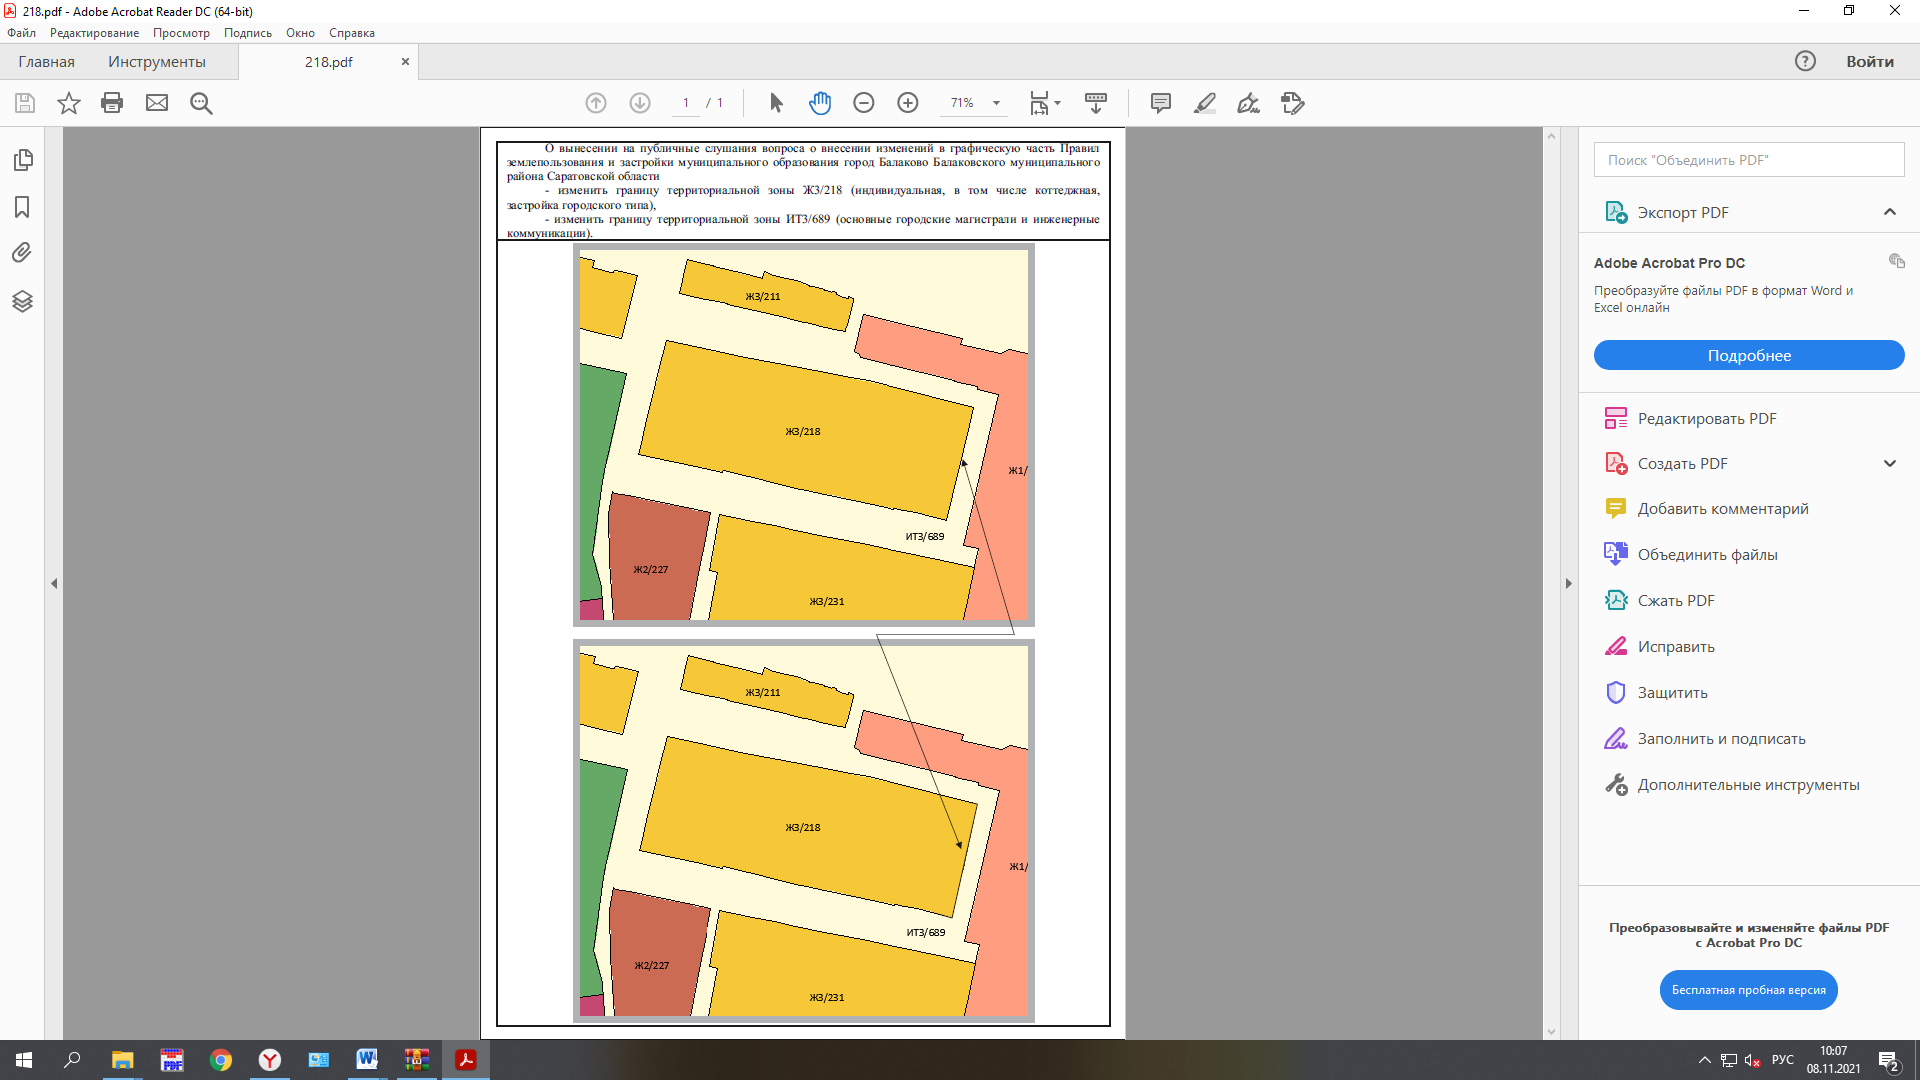 218.pdf - Adobe Acrobat Reader DC (64-bit)
Файл Редактирование Просмотр Подпись Окно Справка
Главная Инструменты 218.pdf Войти
1 / 1 71%
О вынесении на публичные слушания вопроса о внесении изменений в графическую часть Правил
землепользования и застройки муниципального образования город Балаково Балаковского муниципального
района Саратовской области
- изменить границу территориальной зоны Ж3/218 (индивидуальная, в том числе коттеджная,
застройка городского типа),
- изменить границу территориальной зоны ИТ3/689 (основные городские магистрали и инженерные
коммуникации).
Ж3/211
Ж3/218
Ж1/
ИТ3/689
Ж2/227
Ж3/231
Ж3/211
Ж3/218
Ж1/
ИТ3/689
Ж2/227
Ж3/231
Поиск "Объединить PDF"
Экспорт PDF
Adobe Acrobat Pro DC
Преобразуйте файлы PDF в формат Word и
Excel онлайн
Подробнее
Редактировать PDF
Создать PDF
Добавить комментарий
Объединить файлы
Сжать PDF
Исправить
Защитить
Заполнить и подписать
Дополнительные инструменты
Преобразовывайте и изменяйте файлы PDF
с Acrobat Pro DC
Бесплатная пробная версия
РУС
10:07
08.11.2021
2